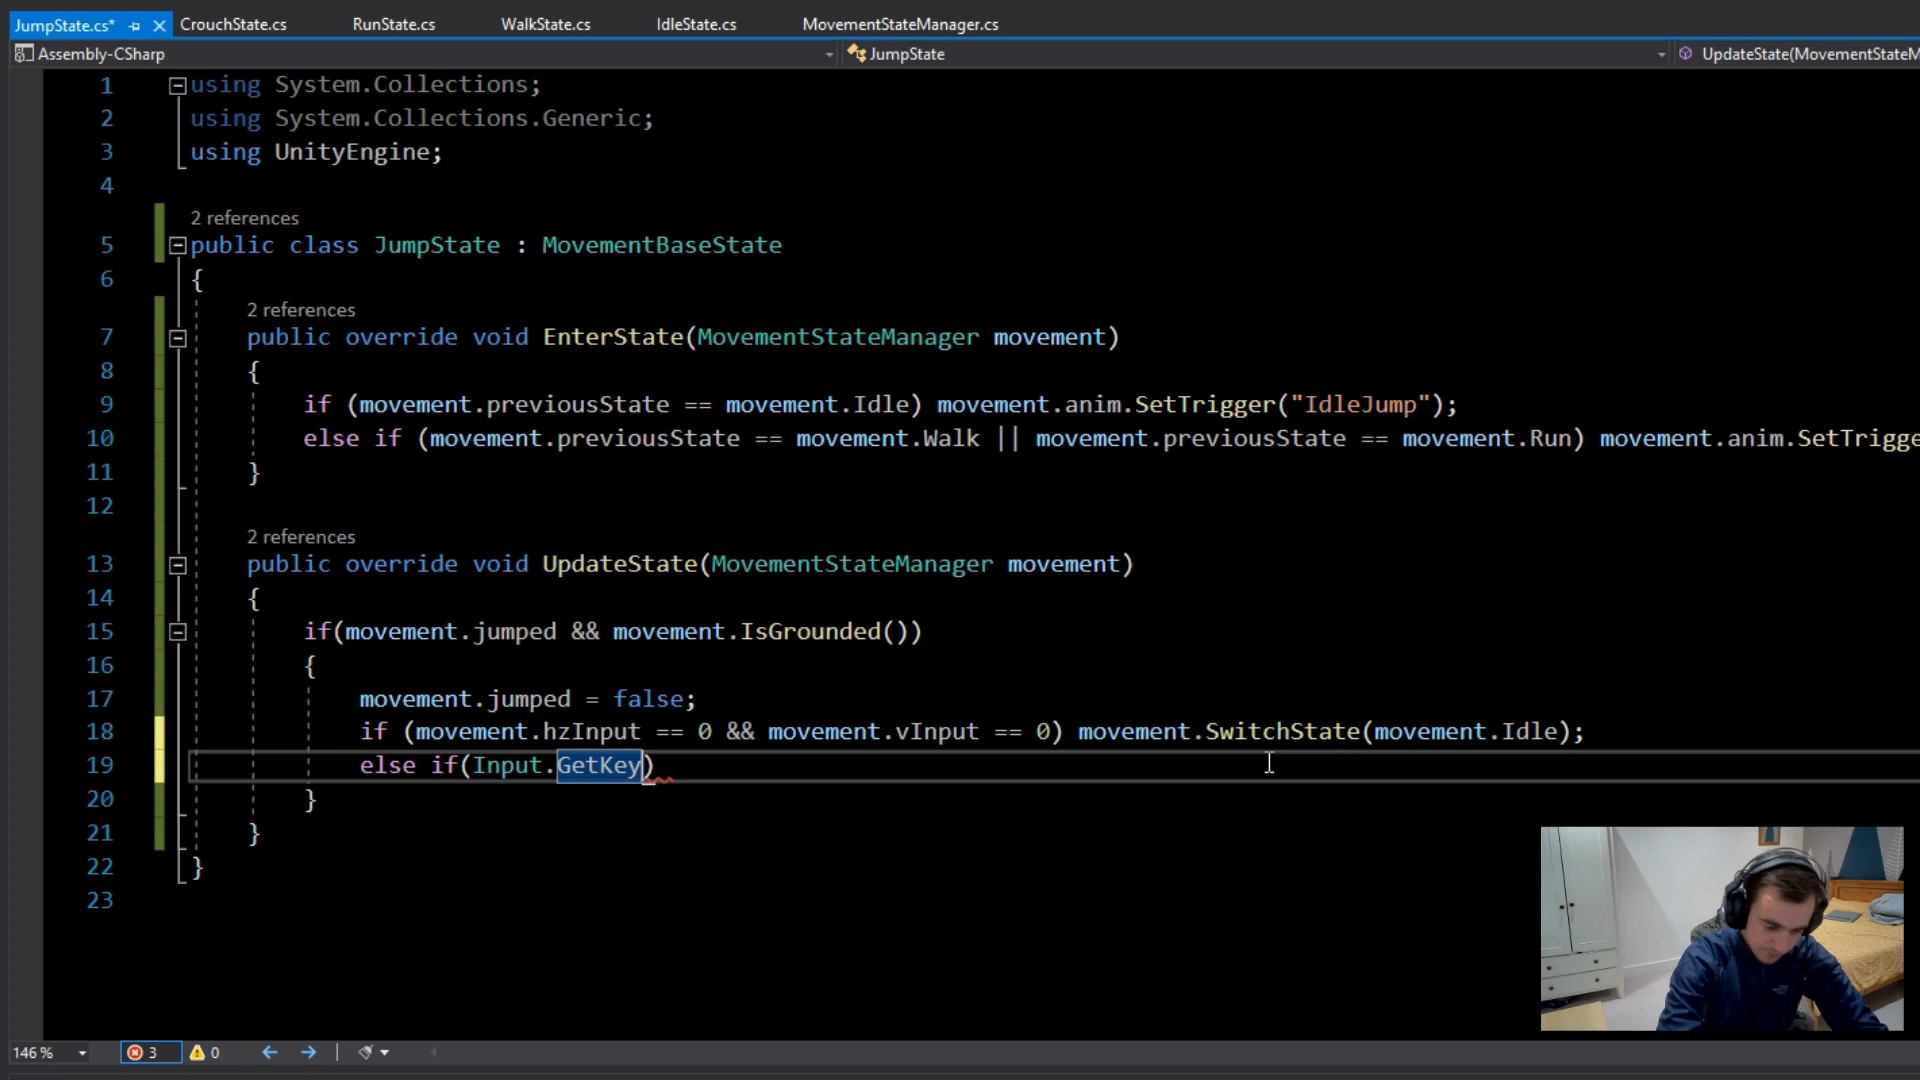 JumpState.cs* CrouchState.cs RunState.cs WalkState.cs IdleState.cs MovementStateManager.cs
Assembly-CSharp JumpState UpdateState(MovementStateM
1 using System.Collections;
2 using System.Collections.Generic;
3 using UnityEngine;
4
2 references
5 public class JumpState : MovementBaseState
6 {
2 references
7 public override void EnterState(MovementStateManager movement)
8 {
9 if (movement.previousState == movement.Idle) movement.anim.SetTrigger("IdleJump");
10 else if (movement.previousState == movement.Walk || movement.previousState == movement.Run) movement.anim.SetTrigge
11 }
12
2 references
13 public override void UpdateState(MovementStateManager movement)
14 {
15 if(movement.jumped && movement.IsGrounded())
16 {
17 movement.jumped = false;
18 if (movement.hzInput == 0 && movement.vInput == 0) movement.SwitchState(movement.Idle);
19 else if(Input.GetKey)
20 }
21 }
22 }
23
146 % 3 0